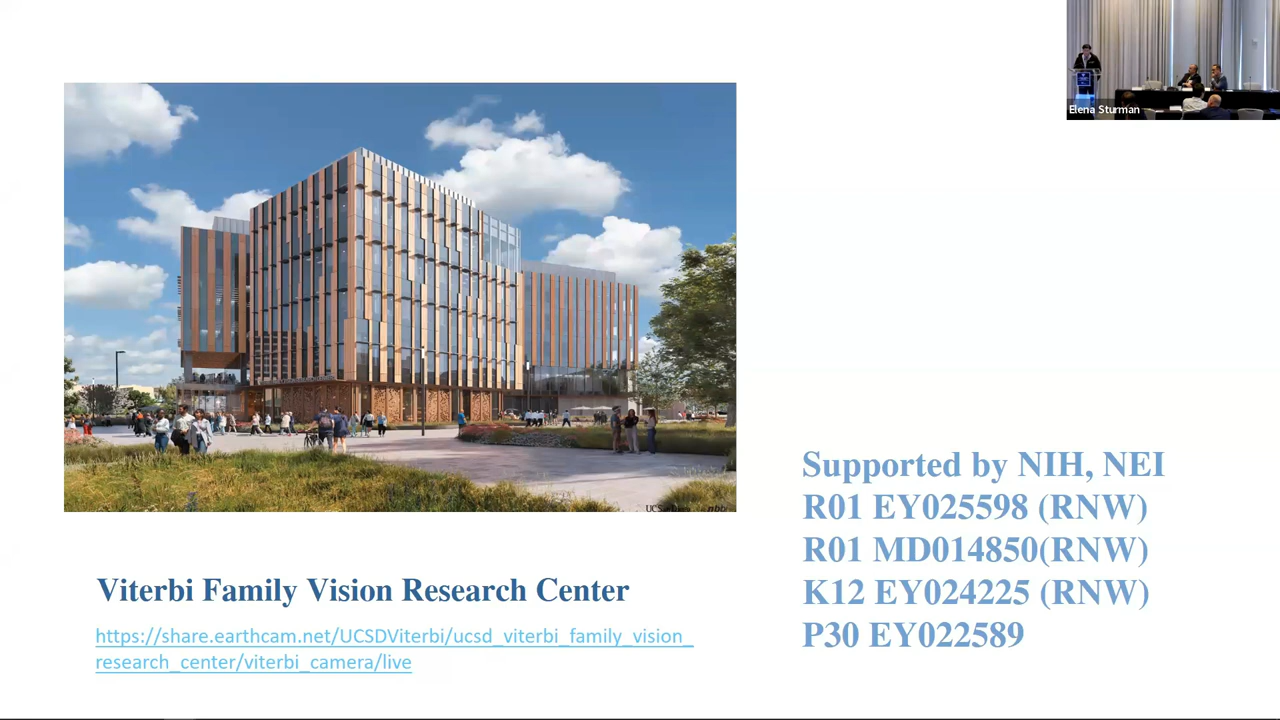 Elena Sturman
Supported by NIH, NEI
R01 EY025598 (RNW)
R01 MD014850(RNW)
K12 EY024225 (RNW)
P30 EY022589
Viterbi Family Vision Research Center
https://share.earthcam.net/UCSDViterbi/ucsd_viterbi_family_vision_
research_center/viterbi_camera/live